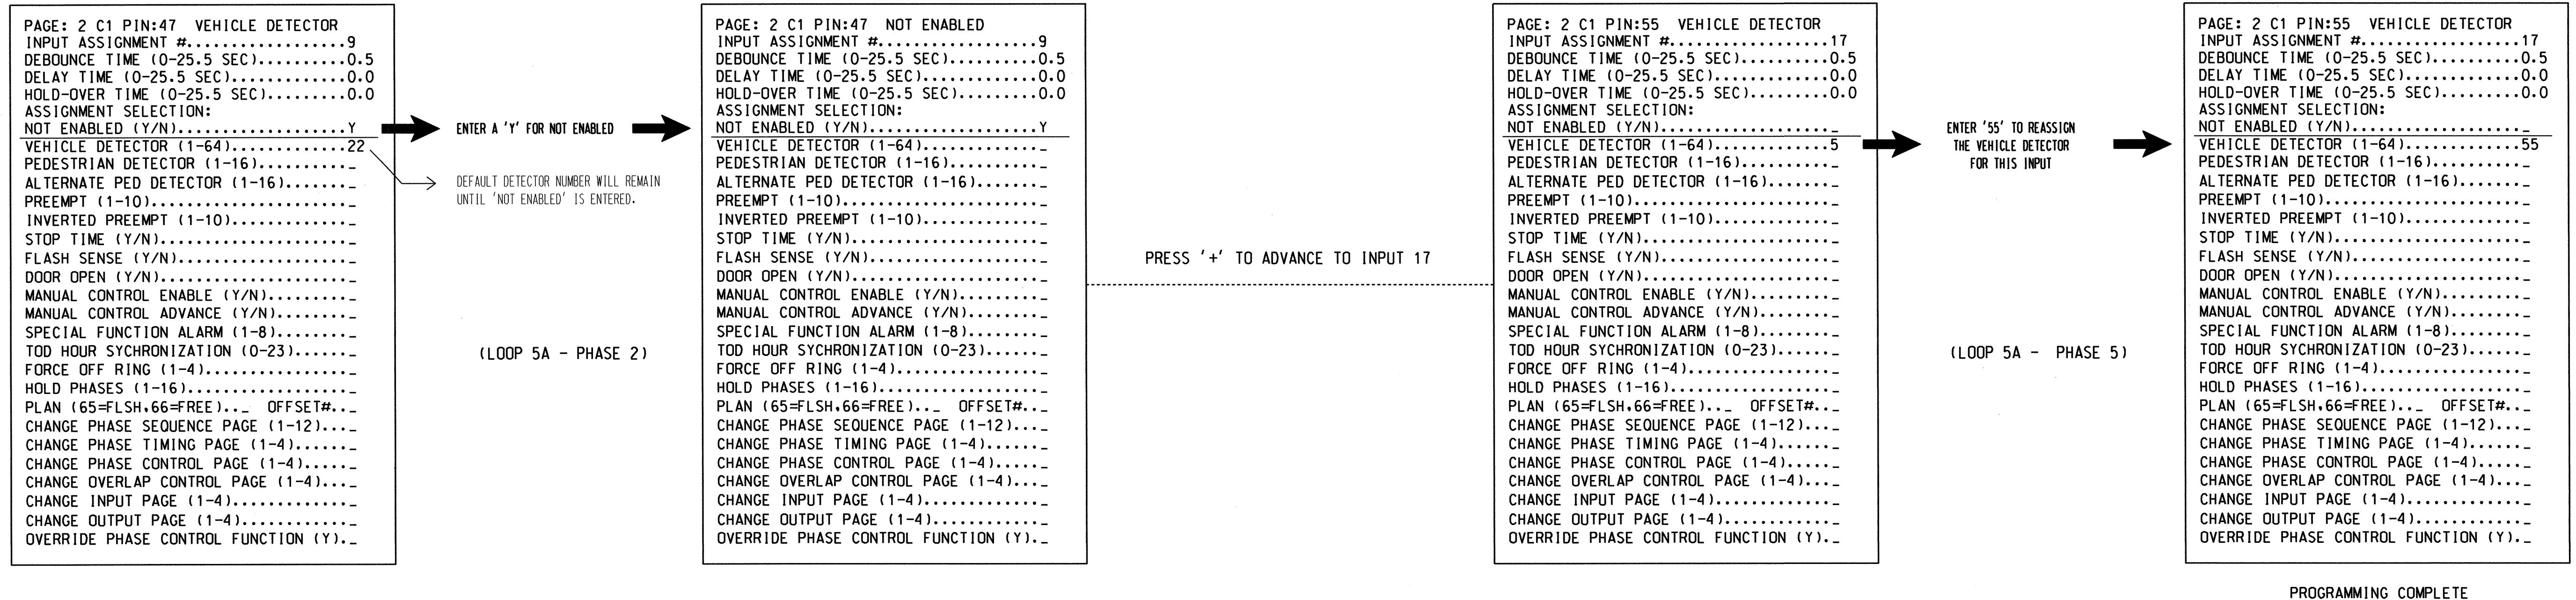 PAGE: 2 C1 PIN:47 VEHICLE DETECTOR
INPUT ASSIGNMENT #..................9
DEBOUNCE TIME (0-25.5 SEC)..........0.5
DELAY TIME (0-25.5 SEC).............0.0
HOLD-OVER TIME (0-25.5 SEC).........0.0
ASSIGNMENT SELECTION:
NOT ENABLED (Y/N)....................Y
VEHICLE DETECTOR (1-64).............22
PEDESTRIAN DETECTOR (1-16).........._
ALTERNATE PED DETECTOR (1-16)......._
PREEMPT (1-10)......................_
INVERTED PREEMPT (1-10)............._
STOP TIME (Y/N)......................_
FLASH SENSE (Y/N)...................._
DOOR OPEN (Y/N)......................_
MANUAL CONTROL ENABLE (Y/N).........._
MANUAL CONTROL ADVANCE (Y/N)........._
SPECIAL FUNCTION ALARM (1-8)........_
TOD HOUR SYCHRONIZATION (0-23)......_
FORCE OFF RING (1-4)................_
HOLD PHASES (1-16).................._
PLAN (65=FLSH,66=FREE).._ OFFSET#.._
CHANGE PHASE SEQUENCE PAGE (1-12)..._
CHANGE PHASE TIMING PAGE (1-4)......_
CHANGE PHASE CONTROL PAGE (1-4)....._
CHANGE OVERLAP CONTROL PAGE (1-4)..._
CHANGE INPUT PAGE (1-4)............._
CHANGE OUTPUT PAGE (1-4)............_
OVERRIDE PHASE CONTROL FUNCTION (Y)._
ENTER A 'Y' FOR NOT ENABLED
DEFAULT DETECTOR NUMBER WILL REMAIN
UNTIL 'NOT ENABLED' IS ENTERED.
(LOOP 5A - PHASE 2)
PAGE: 2 C1 PIN:47 NOT ENABLED
INPUT ASSIGNMENT #..................9
DEBOUNCE TIME (0-25.5 SEC)..........0.5
DELAY TIME (0-25.5 SEC).............0.0
HOLD-OVER TIME (0-25.5 SEC).........0.0
ASSIGNMENT SELECTION:
NOT ENABLED (Y/N)....................Y
VEHICLE DETECTOR (1-64)............._
PEDESTRIAN DETECTOR (1-16).........._
ALTERNATE PED DETECTOR (1-16)......._
PREEMPT (1-10)......................_
INVERTED PREEMPT (1-10)............._
STOP TIME (Y/N)......................_
FLASH SENSE (Y/N)...................._
DOOR OPEN (Y/N)......................_
MANUAL CONTROL ENABLE (Y/N).........._
MANUAL CONTROL ADVANCE (Y/N)........._
SPECIAL FUNCTION ALARM (1-8)........_
TOD HOUR SYCHRONIZATION (0-23)......_
FORCE OFF RING (1-4)................_
HOLD PHASES (1-16).................._
PLAN (65=FLSH,66=FREE).._ OFFSET#.._
CHANGE PHASE SEQUENCE PAGE (1-12)..._
CHANGE PHASE TIMING PAGE (1-4)......_
CHANGE PHASE CONTROL PAGE (1-4)....._
CHANGE OVERLAP CONTROL PAGE (1-4)..._
CHANGE INPUT PAGE (1-4)............._
CHANGE OUTPUT PAGE (1-4)............_
OVERRIDE PHASE CONTROL FUNCTION (Y)._
PRESS '+' TO ADVANCE TO INPUT 17
PAGE: 2 C1 PIN:55 VEHICLE DETECTOR
INPUT ASSIGNMENT #..................17
DEBOUNCE TIME (0-25.5 SEC)..........0.5
DELAY TIME (0-25.5 SEC).............0.0
HOLD-OVER TIME (0-25.5 SEC).........0.0
ASSIGNMENT SELECTION:
NOT ENABLED (Y/N)...................._
VEHICLE DETECTOR (1-64).............5
PEDESTRIAN DETECTOR (1-16).........._
ALTERNATE PED DETECTOR (1-16)......._
PREEMPT (1-10)......................_
INVERTED PREEMPT (1-10)............._
STOP TIME (Y/N)......................_
FLASH SENSE (Y/N)...................._
DOOR OPEN (Y/N)......................_
MANUAL CONTROL ENABLE (Y/N).........._
MANUAL CONTROL ADVANCE (Y/N)........._
SPECIAL FUNCTION ALARM (1-8)........_
TOD HOUR SYCHRONIZATION (0-23)......_
FORCE OFF RING (1-4)................_
HOLD PHASES (1-16).................._
PLAN (65=FLSH,66=FREE).._ OFFSET#.._
CHANGE PHASE SEQUENCE PAGE (1-12)..._
CHANGE PHASE TIMING PAGE (1-4)......_
CHANGE PHASE CONTROL PAGE (1-4)....._
CHANGE OVERLAP CONTROL PAGE (1-4)..._
CHANGE INPUT PAGE (1-4)............._
CHANGE OUTPUT PAGE (1-4)............_
OVERRIDE PHASE CONTROL FUNCTION (Y)._
ENTER '55' TO REASSIGN
THE VEHICLE DETECTOR
FOR THIS INPUT
(LOOP 5A - PHASE 5)
PAGE: 2 C1 PIN:55 VEHICLE DETECTOR
INPUT ASSIGNMENT #..................17
DEBOUNCE TIME (0-25.5 SEC)..........0.5
DELAY TIME (0-25.5 SEC).............0.0
HOLD-OVER TIME (0-25.5 SEC).........0.0
ASSIGNMENT SELECTION:
NOT ENABLED (Y/N)...................._
VEHICLE DETECTOR (1-64).............55
PEDESTRIAN DETECTOR (1-16).........._
ALTERNATE PED DETECTOR (1-16)......._
PREEMPT (1-10)......................_
INVERTED PREEMPT (1-10)............._
STOP TIME (Y/N)......................_
FLASH SENSE (Y/N)...................._
DOOR OPEN (Y/N)......................_
MANUAL CONTROL ENABLE (Y/N).........._
MANUAL CONTROL ADVANCE (Y/N)........._
SPECIAL FUNCTION ALARM (1-8)........_
TOD HOUR SYCHRONIZATION (0-23)......_
FORCE OFF RING (1-4)................_
HOLD PHASES (1-16).................._
PLAN (65=FLSH,66=FREE).._ OFFSET#.._
CHANGE PHASE SEQUENCE PAGE (1-12)..._
CHANGE PHASE TIMING PAGE (1-4)......_
CHANGE PHASE CONTROL PAGE (1-4)....._
CHANGE OVERLAP CONTROL PAGE (1-4)..._
CHANGE INPUT PAGE (1-4)............._
CHANGE OUTPUT PAGE (1-4)............_
OVERRIDE PHASE CONTROL FUNCTION (Y)._
PROGRAMMING COMPLETE